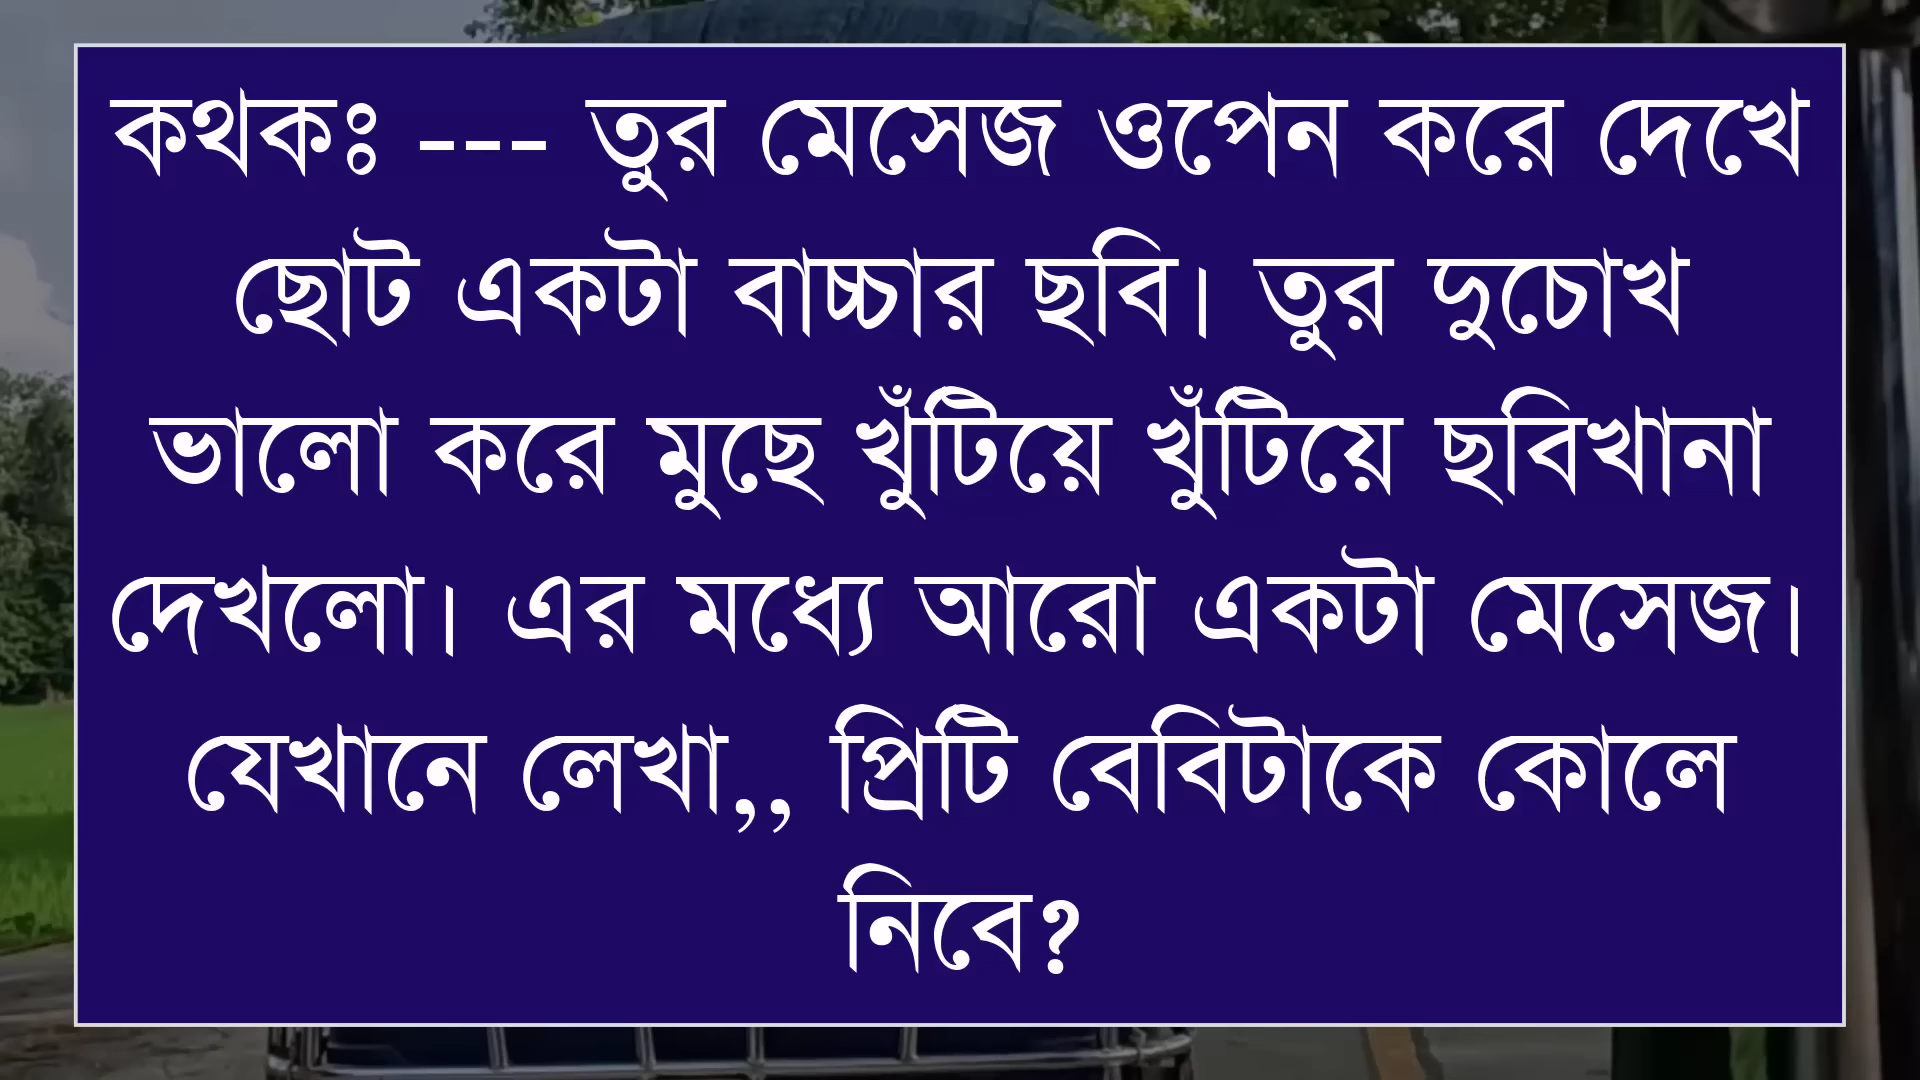 কথকঃ --- তুর মেসেজ ওপেন করে দেখে
ছোট একটা বাচ্চার ছবি। তুর দুচোখ
ভালো করে মুছে খুঁটিয়ে খুঁটিয়ে ছবিখানা
দেখলো। এর মধ্যে আরো একটা মেসেজ।
যেখানে লেখা,, প্রিটি বেবিটাকে কোলে
নিবে?